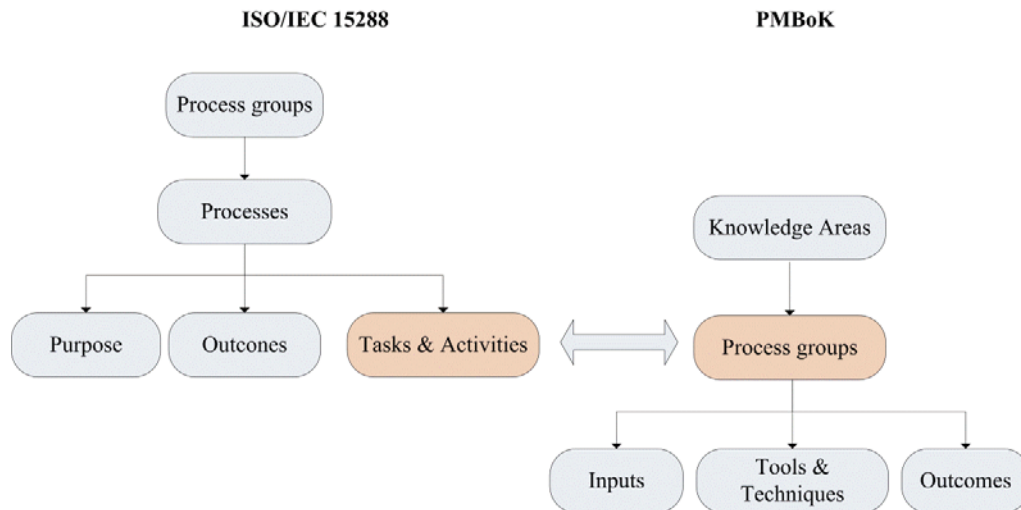 ISO/IEC 15288
PMBoK
Process groups
Processes
Knowledge Areas
Purpose
Outcones
Tasks & Activities
Process groups
Inputs
Tools &
Techniques
Outcomes